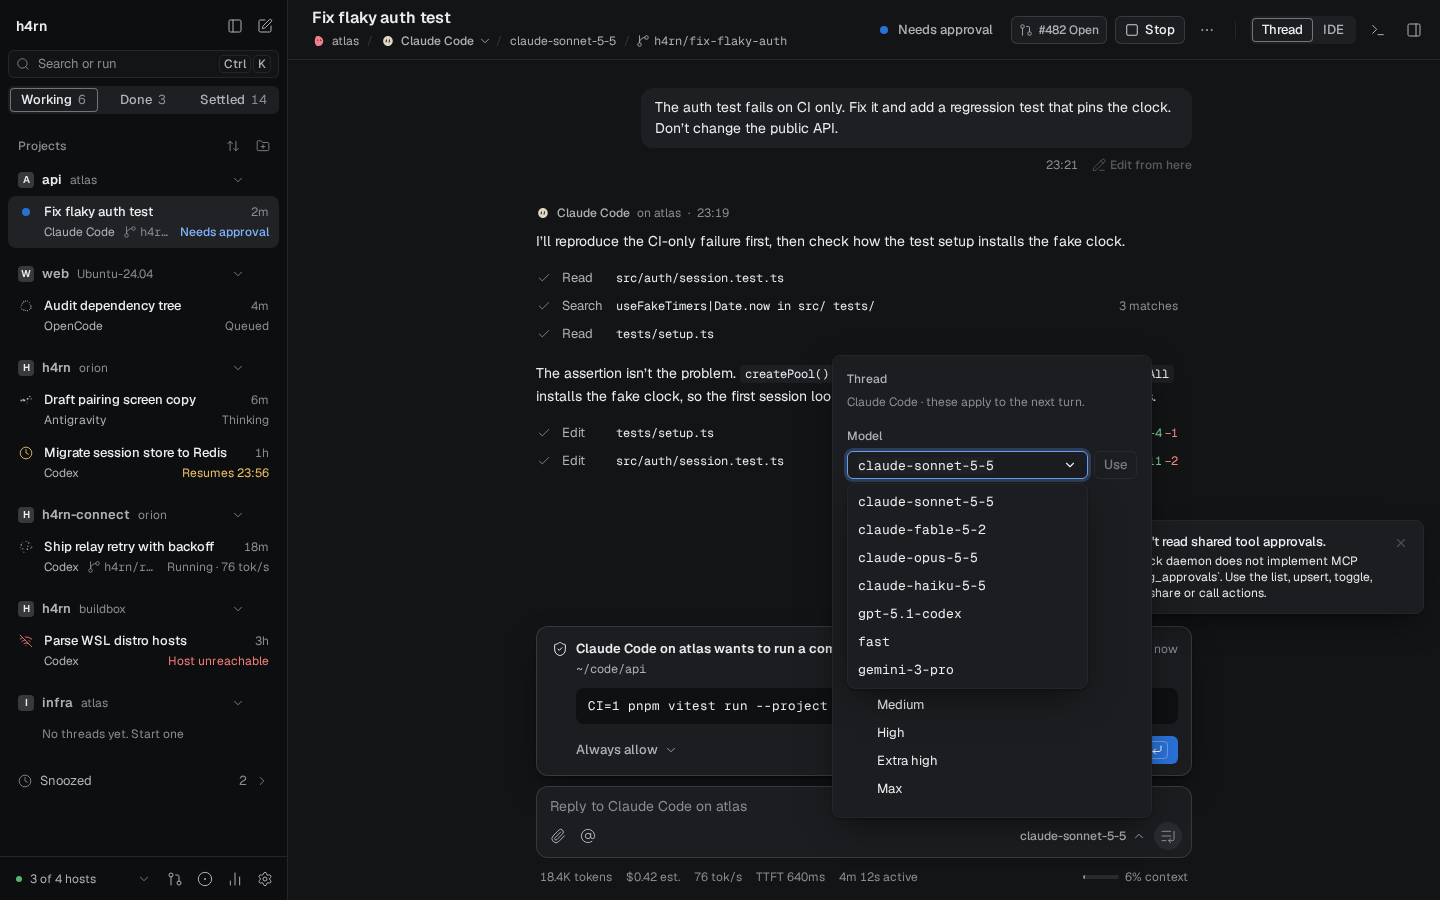 h4rn
Search or run
Ctrl K
Working 6
Done 3
Settled 14
Projects
A api atlas
Fix flaky auth test 2m
Claude Code h4r… Needs approval
W web Ubuntu-24.04
Audit dependency tree 4m
OpenCode Queued
H h4rn orion
Draft pairing screen copy 6m
Antigravity Thinking
Migrate session store to Redis 1h
Codex Resumes 23:56
H h4rn-connect orion
Ship relay retry with backoff 18m
Codex h4rn/r… Running · 76 tok/s
H h4rn buildbox
Parse WSL distro hosts 3h
Codex Host unreachable
I infra atlas
No threads yet. Start one
Snoozed 2
3 of 4 hosts
Fix flaky auth test
atlas / Claude Code / claude-sonnet-5-5 / h4rn/fix-flaky-auth
Needs approval
#482 Open
Stop
Thread
IDE
The auth test fails on CI only. Fix it and add a regression test that pins the clock.
Don't change the public API.
23:21 Edit from here
Claude Code on atlas · 23:19
I'll reproduce the CI-only failure first, then check how the test setup installs the fake clock.
Read src/auth/session.test.ts
Search useFakeTimers|Date.now in src/ tests/ 3 matches
Read tests/setup.ts
The assertion isn't the problem. createPool()
installs the fake clock, so the first session
Edit tests/setup.ts -1
Edit src/auth/session.test.ts -2
Thread
Claude Code · these apply to the next turn.
Model
claude-sonnet-5-5
Use
claude-sonnet-5-5
claude-fable-5-2
claude-opus-5-5
claude-haiku-5-5
gpt-5.1-codex
fast
gemini-3-pro
Medium
High
Extra high
Max
't read shared tool approvals.
daemon does not implement MCP
_approvals`. Use the list, upsert, toggle,
share or call actions.
Claude Code on atlas wants to run a
now
~/code/api
CI=1 pnpm vitest run --project
Always allow
Reply to Claude Code on atlas
claude-sonnet-5-5
18.4K tokens $0.42 est. 76 tok/s TTFT 640ms 4m 12s active
6% context